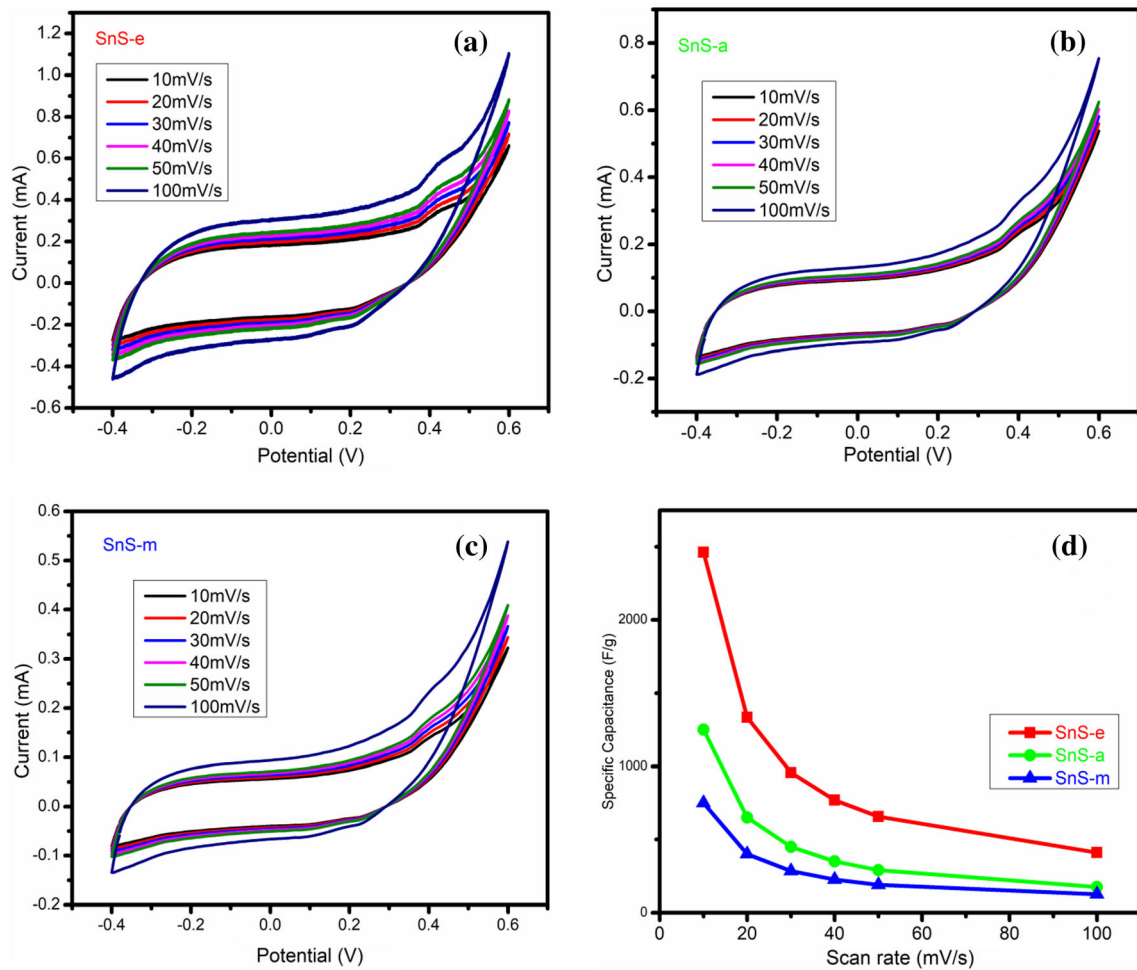 SnS-e
(a)
10mV/s
20mV/s
30mV/s
40mV/s
50mV/s
100mV/s
1.2
1.0
0.8
0.6
0.4
0.2
0.0
-0.2
-0.4
-0.6
Current (mA)
-0.4 -0.2 0.0 0.2 0.4 0.6
Potential (V)
SnS-a
(b)
10mV/s
20mV/s
30mV/s
40mV/s
50mV/s
100mV/s
0.8
0.6
0.4
0.2
0.0
-0.2
Current (mA)
-0.4 -0.2 0.0 0.2 0.4 0.6
Potential (V)
SnS-m
(c)
10mV/s
20mV/s
30mV/s
40mV/s
50mV/s
100mV/s
0.6
0.5
0.4
0.3
0.2
0.1
0.0
-0.1
-0.2
Current (mA)
-0.4 -0.2 0.0 0.2 0.4 0.6
Potential (V)
(d)
2000
1000
0
Specific Capacitance (F/g)
SnS-e
SnS-a
SnS-m
0 20 40 60 80 100
Scan rate (mV/s)